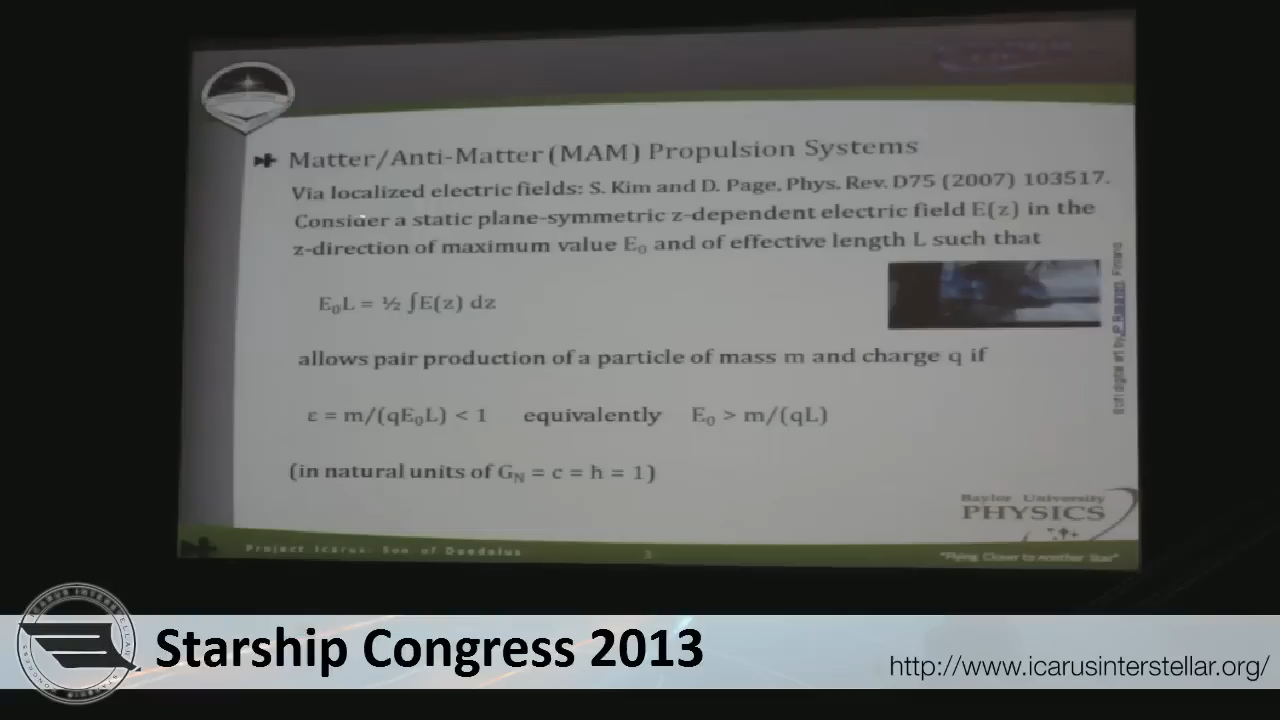 Matter/Anti-Matter (MAM) Propulsion Systems
Via localized electric fields: S. Kim and D. Page, Phys. Rev. D75 (2007) 103517.
Consider a static plane-symmetric z-dependent electric field E(z) in the
z-direction of maximum value E₀ and of effective length L such that
E₀L = ½ ∫E(z) dz
allows pair production of a particle of mass m and charge q if
ε = m/(qE₀L) < 1 equivalently E₀ > m/(qL)
(in natural units of G_N = c = h = 1)
Baylor University
PHYSICS
Project Icarus: Son of Daedalus
3
"Flying Closer to Another Star"
Starship Congress 2013
http://www.icarusinterstellar.org/